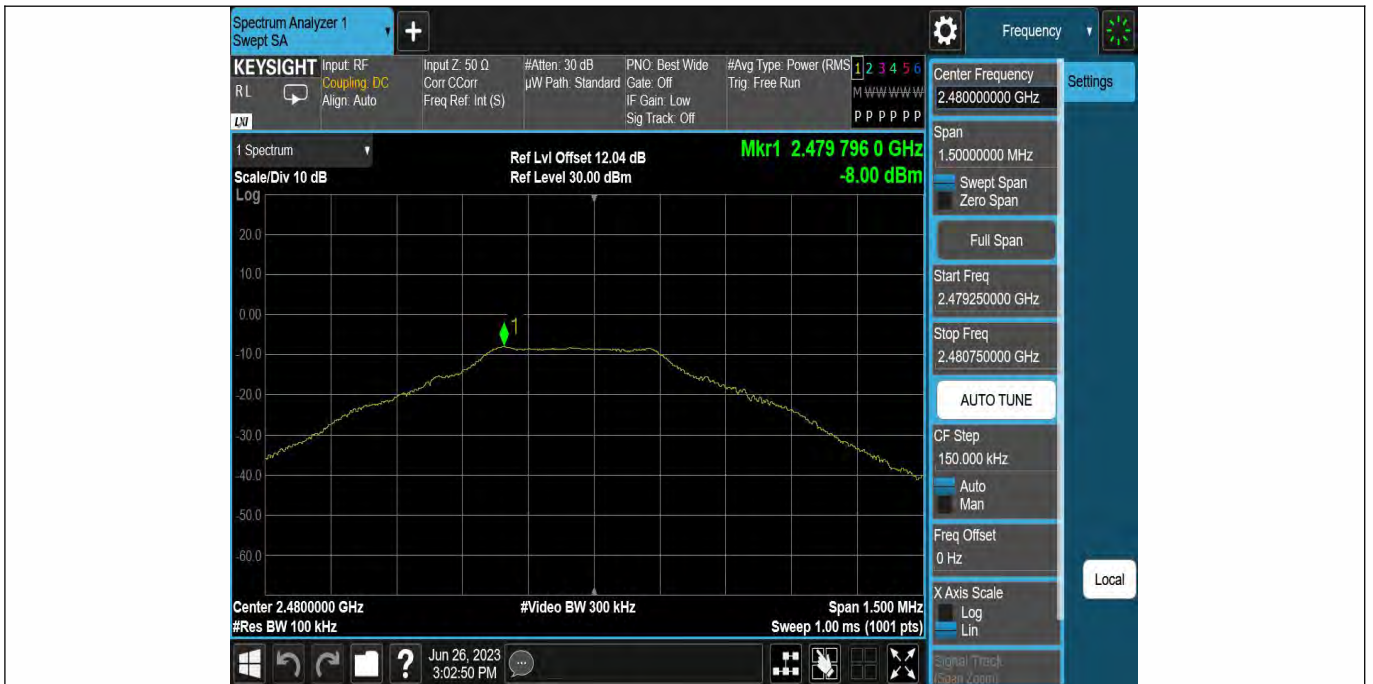 Spectrum Analyzer 1
Swept SA
+
Frequency
KEYSIGHT
RL
LXI
Input: RF
Coupling: DC
Align: Auto
Input Z: 50 Ω
Corr CCorr
Freq Ref: Int (S)
#Atten: 30 dB
µW Path: Standard
PNO: Best Wide
Gate: Off
IF Gain: Low
Sig Track: Off
#Avg Type: Power (RMS
Trig: Free Run
1 2 3 4 5 6
M W W W W W
P P P P P P
1 Spectrum
Scale/Div 10 dB
Ref Lvl Offset 12.04 dB
Ref Level 30.00 dBm
Mkr1 2.479 796 0 GHz
-8.00 dBm
Log
20.0
10.0
0.00
-10.0
-20.0
-30.0
-40.0
-50.0
-60.0
1
Center 2.4800000 GHz
#Res BW 100 kHz
#Video BW 300 kHz
Span 1.500 MHz
Sweep 1.00 ms (1001 pts)
Center Frequency
2.480000000 GHz
Settings
Span
1.50000000 MHz
Swept Span
Zero Span
Full Span
Start Freq
2.479250000 GHz
Stop Freq
2.480750000 GHz
AUTO TUNE
CF Step
150.000 kHz
Auto
Man
Freq Offset
0 Hz
X Axis Scale
Log
Lin
Signal Track
(Span Zoom)
Local
?
Jun 26, 2023
3:02:50 PM